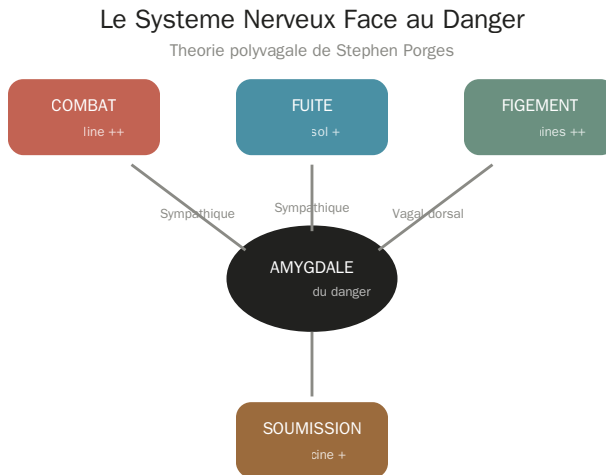 Le Systeme Nerveux Face au Danger
Theorie polyvagale de Stephen Porges
COMBAT
line ++
FUITE
sol +
FIGEMENT
ines ++
Sympathique
Sympathique
Vagal dorsal
AMYGDALE
du danger
SOUMISSION
cine +